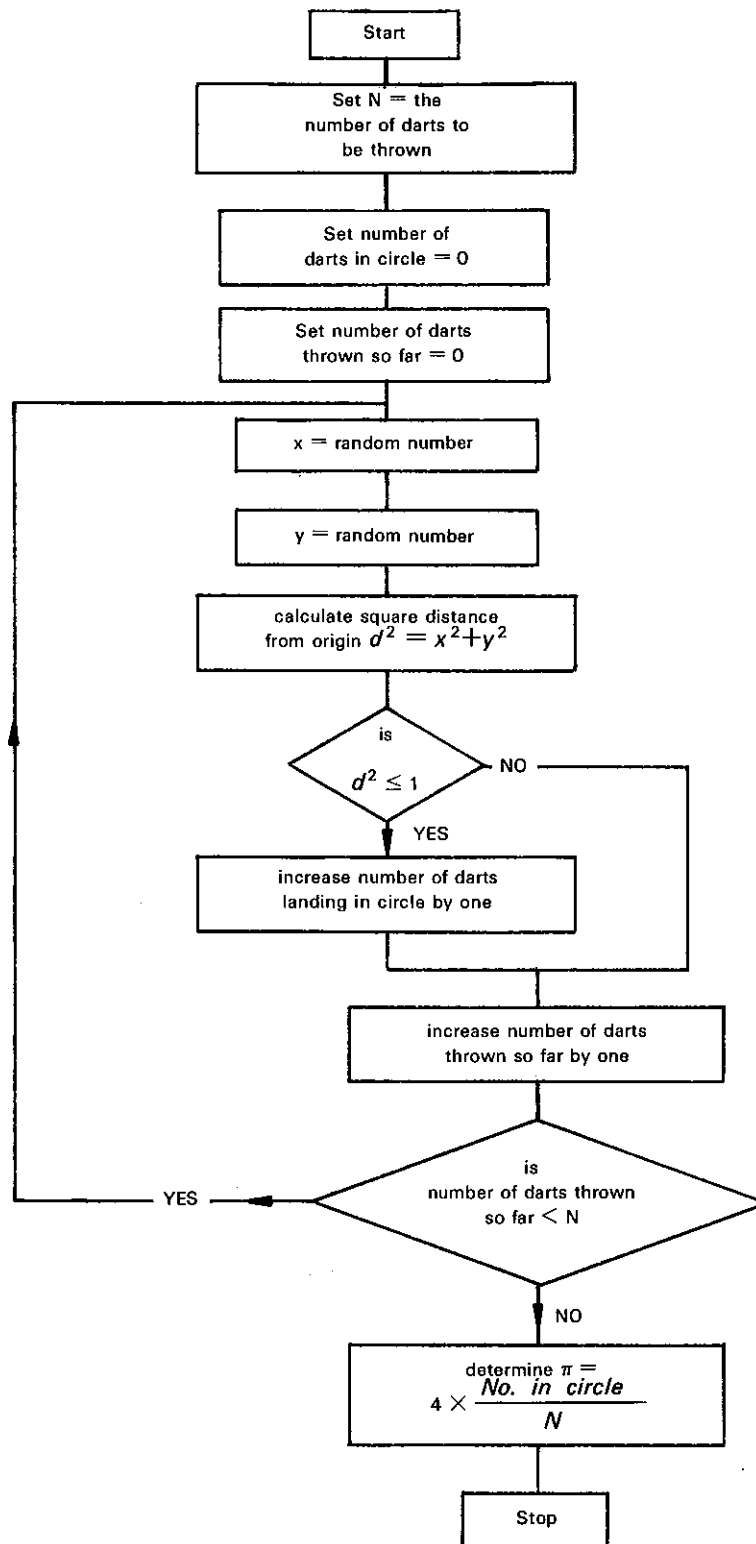 Start
Set N = the
number of darts to
be thrown
Set number of
darts in circle = 0
Set number of darts
thrown so far = 0
x = random number
y = random number
calculate square distance
from origin d² = x²+y²
is
d² ≤ 1
NO
YES
increase number of darts
landing in circle by one
increase number of darts
thrown so far by one
is
number of darts thrown
so far < N
YES
NO
determine π =
4 × No. in circle
N
Stop